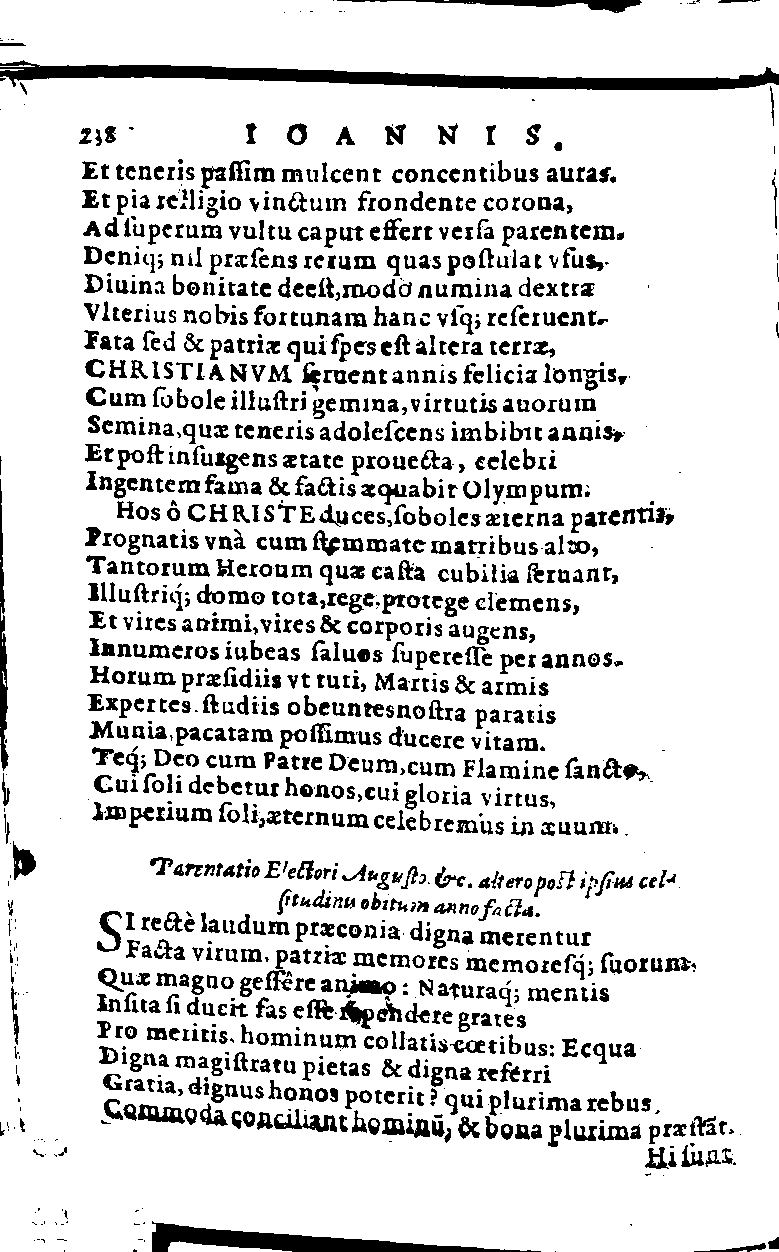 238 IOANNIS.
Et teneris paſſim mulcent concentibus auras.
Et pia relligio vinctum frondente corona,
Ad ſuperum vultu caput effert verſa parentem.
Deniq; nil præſens rerum quas poſtulat vſus,
Diuina bonitate deeſt, modò numina dextræ
Vlterius nobis fortunam hanc vſq; reſeruent.
Fata ſed & patriæ qui ſpes eſt altera terræ,
CHRISTIANVM ſeruent annis felicia longis,
Cum ſobole illuſtri gemina, virtutis auorum
Semina, quæ teneris adoleſcens imbibit annis,
Et poſt inſurgens ætate prouecta, celebri
Ingentem fama & factis æquabit Olympum.
Hos ô CHRISTE duces, ſoboles æterna parentis,
Prognatis vnà cum ſtemmate matribus alto,
Tantorum Heroum quæ caſta cubilia ſeruant,
Illuſtriq́; domo tota, rege, protege clemens,
Et vires animi, vires & corporis augens,
Innumeros iubeas ſaluos ſupereſſe per annos.
Horum præſidiis vt tuti, Martis & armis
Expertes ſtudiis obeuntes noſtra paratis
Munia, pacatam poſſimus ducere vitam.
Teq́; Deo cum Patre Deum, cum Flamine ſancto,
Cui ſoli debetur honos, cui gloria virtus,
Imperium ſoli, æternum celebremus in æuum.
Parentatio Electori Auguſto &c. altero poſt ipſius cel-
ſitudinis obitum anno facta.
SI rectè laudum præconia digna merentur
Facta virum, patriæ memores memoreſq́; ſuorum,
Quæ magno geſſêre animo: Naturaq́; mentis
Inſita ſi ducit fas eſſe rependere grates
Pro meritis, hominum collatis cœtibus: Ecqua
Digna magiſtratu pietas & digna referri
Gratia, dignus honos poterit? qui plurima rebus,
Commoda conciliant hominū, & bona plurima præſtāt.
Hi ſunt